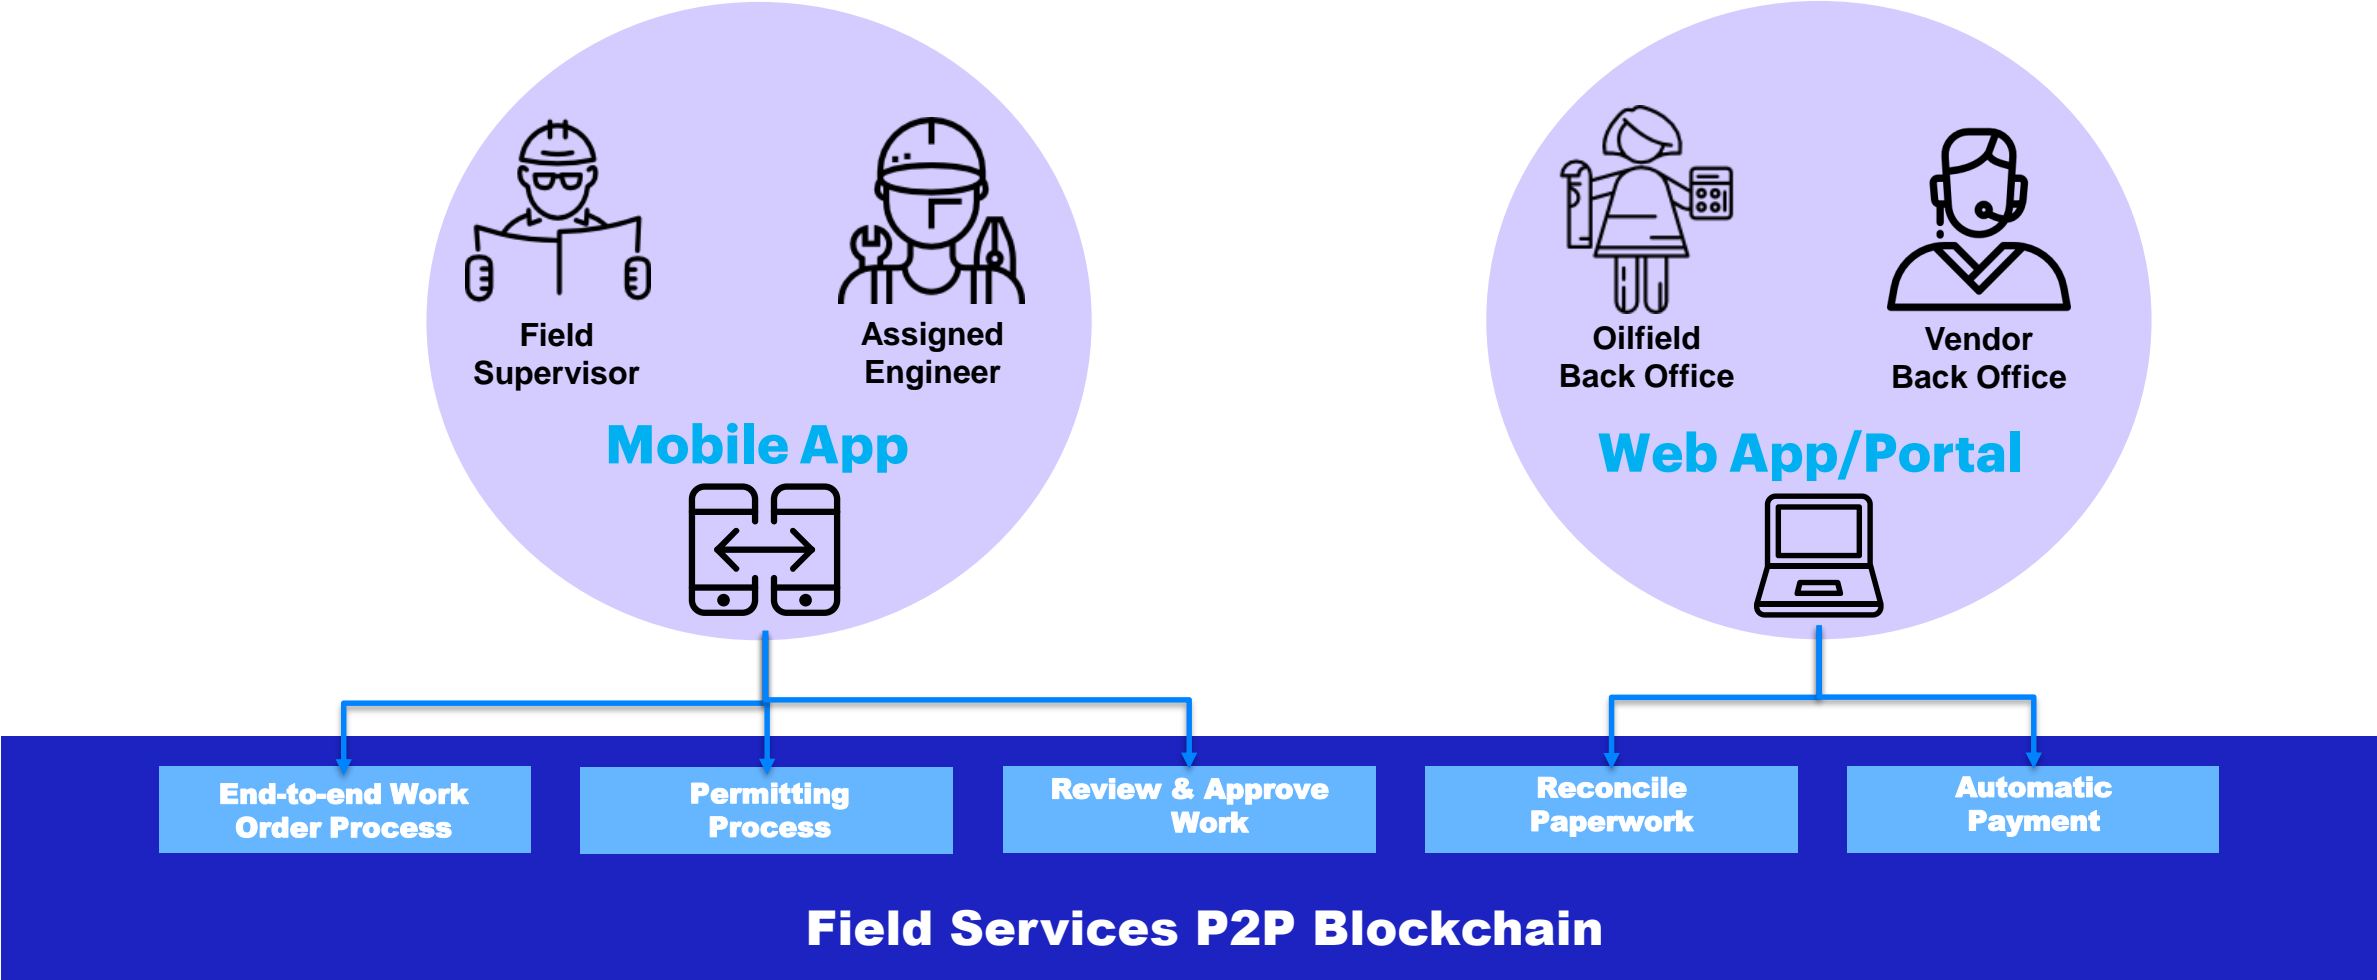 Field
Supervisor
Assigned
Engineer
Mobile App
Oilfield
Back Office
Vendor
Back Office
Web App/Portal
End-to-end Work
Order Process
Permitting
Process
Review & Approve
Work
Reconcile
Paperwork
Automatic
Payment
Field Services P2P Blockchain